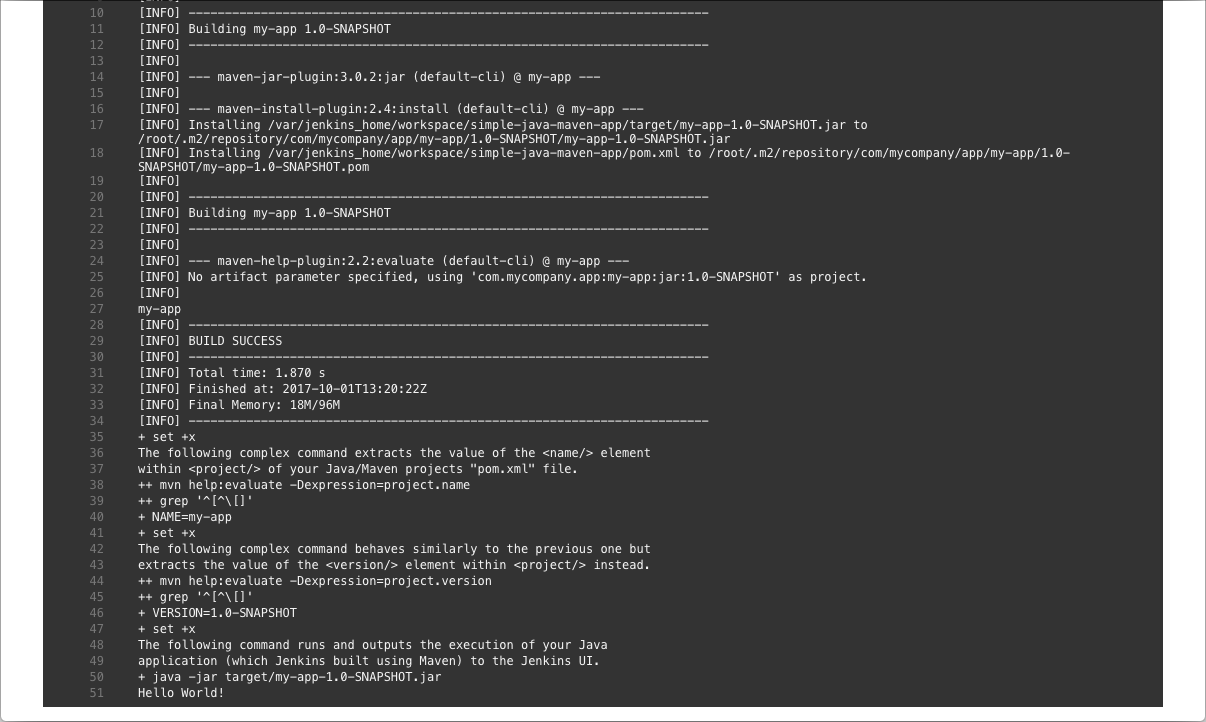 10 [INFO] ------------------------------------------------------------------------
11 [INFO] Building my-app 1.0-SNAPSHOT
12 [INFO] ------------------------------------------------------------------------
13 [INFO]
14 [INFO] --- maven-jar-plugin:3.0.2:jar (default-cli) @ my-app ---
15 [INFO]
16 [INFO] --- maven-install-plugin:2.4:install (default-cli) @ my-app ---
17 [INFO] Installing /var/jenkins_home/workspace/simple-java-maven-app/target/my-app-1.0-SNAPSHOT.jar to
/root/.m2/repository/com/mycompany/app/my-app/1.0-SNAPSHOT/my-app-1.0-SNAPSHOT.jar
18 [INFO] Installing /var/jenkins_home/workspace/simple-java-maven-app/pom.xml to /root/.m2/repository/com/mycompany/app/my-app/1.0-
SNAPSHOT/my-app-1.0-SNAPSHOT.pom
19 [INFO]
20 [INFO] ------------------------------------------------------------------------
21 [INFO] Building my-app 1.0-SNAPSHOT
22 [INFO] ------------------------------------------------------------------------
23 [INFO]
24 [INFO] --- maven-help-plugin:2.2:evaluate (default-cli) @ my-app ---
25 [INFO] No artifact parameter specified, using 'com.mycompany.app:my-app:jar:1.0-SNAPSHOT' as project.
26 [INFO]
27 my-app
28 [INFO] ------------------------------------------------------------------------
29 [INFO] BUILD SUCCESS
30 [INFO] ------------------------------------------------------------------------
31 [INFO] Total time: 1.870 s
32 [INFO] Finished at: 2017-10-01T13:20:22Z
33 [INFO] Final Memory: 18M/96M
34 [INFO] ------------------------------------------------------------------------
35 + set +x
36 The following complex command extracts the value of the <name/> element
37 within <project/> of your Java/Maven projects "pom.xml" file.
38 ++ mvn help:evaluate -Dexpression=project.name
39 ++ grep '^[^\[]'
40 + NAME=my-app
41 + set +x
42 The following complex command behaves similarly to the previous one but
43 extracts the value of the <version/> element within <project/> instead.
44 ++ mvn help:evaluate -Dexpression=project.version
45 ++ grep '^[^\[]'
46 + VERSION=1.0-SNAPSHOT
47 + set +x
48 The following command runs and outputs the execution of your Java
49 application (which Jenkins built using Maven) to the Jenkins UI.
50 + java -jar target/my-app-1.0-SNAPSHOT.jar
51 Hello World!